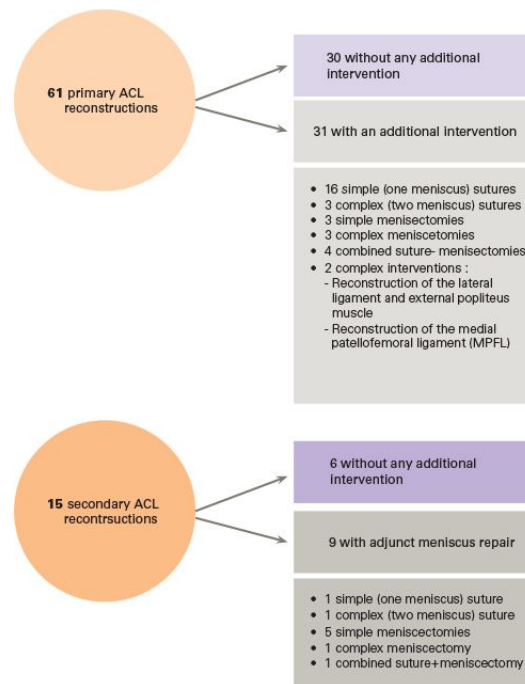 61 primary ACL
reconstructions
30 without any additional
intervention
31 with an additional intervention
• 16 simple (one meniscus) sutures
• 3 complex (two meniscus) sutures
• 3 simple menisectomies
• 3 complex meniscetomies
• 4 combined suture- menisectomies
• 2 complex interventions :
- Reconstruction of the lateral
ligament and external popliteus
muscle
- Reconstruction of the medial
patellofemoral ligament (MPFL)
15 secondary ACL
recontrsuctions
6 without any additional
intervention
9 with adjunct meniscus repair
• 1 simple (one meniscus) suture
• 1 complex (two meniscus) suture
• 5 simple meniscectomies
• 1 complex meniscectomy
• 1 combined suture+meniscectomy